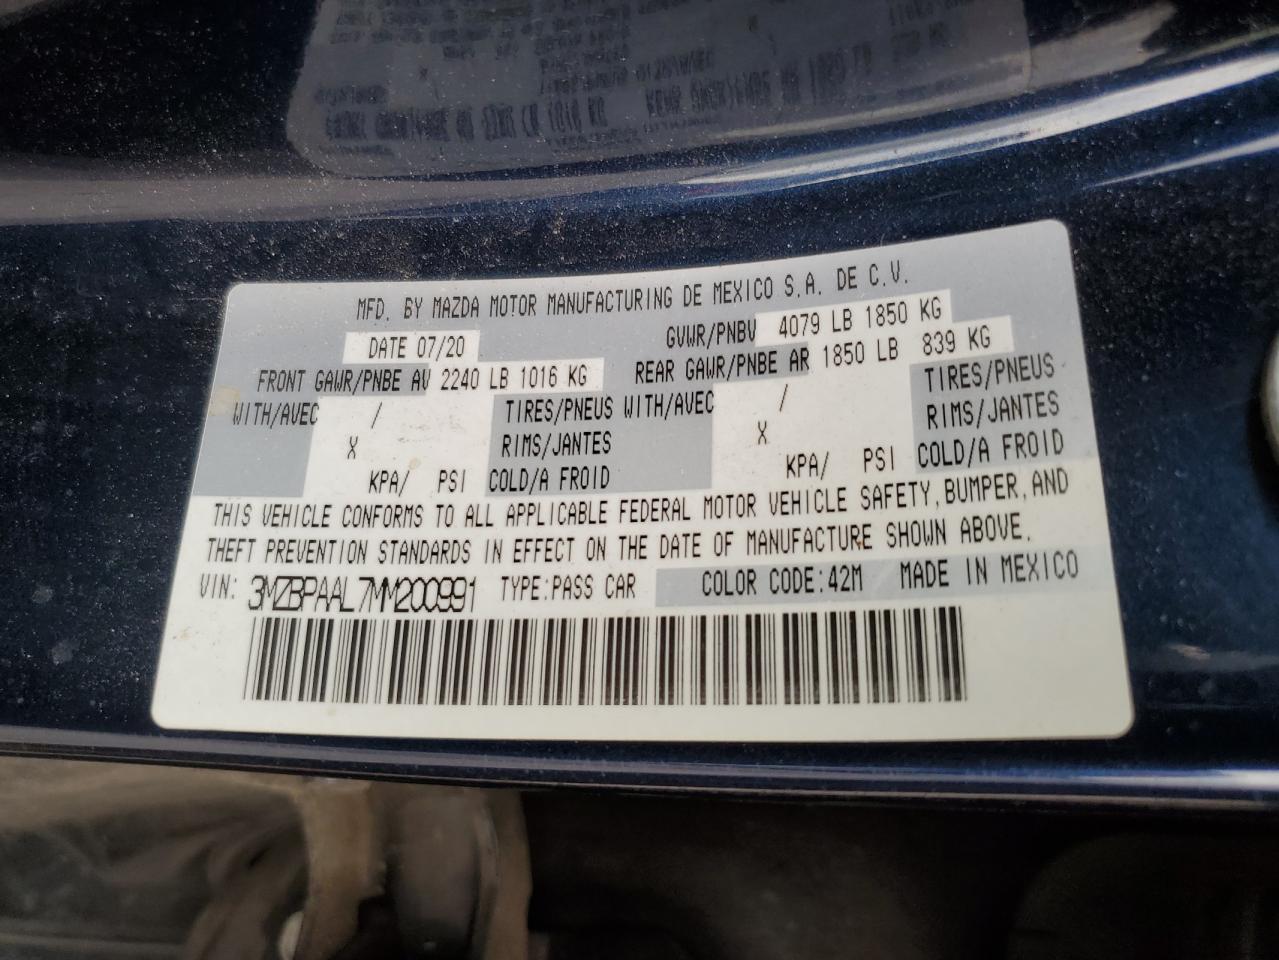 MFD. BY MAZDA MOTOR MANUFACTURING DE MEXICO S.A. DE C.V.
DATE 07/20 GVWR/PNBV 4079 LB 1850 KG
FRONT GAWR/PNBE AV 2240 LB 1016 KG REAR GAWR/PNBE AR 1850 LB 839 KG
WITH/AVEC / TIRES/PNEUS WITH/AVEC / TIRES/PNEUS
X RIMS/JANTES X RIMS/JANTES
KPA/ PSI COLD/A FROID KPA/ PSI COLD/A FROID
THIS VEHICLE CONFORMS TO ALL APPLICABLE FEDERAL MOTOR VEHICLE SAFETY, BUMPER, AND
THEFT PREVENTION STANDARDS IN EFFECT ON THE DATE OF MANUFACTURE SHOWN ABOVE.
VIN: 3MZBPAAL7MM200991 TYPE:PASS CAR COLOR CODE:42M MADE IN MEXICO